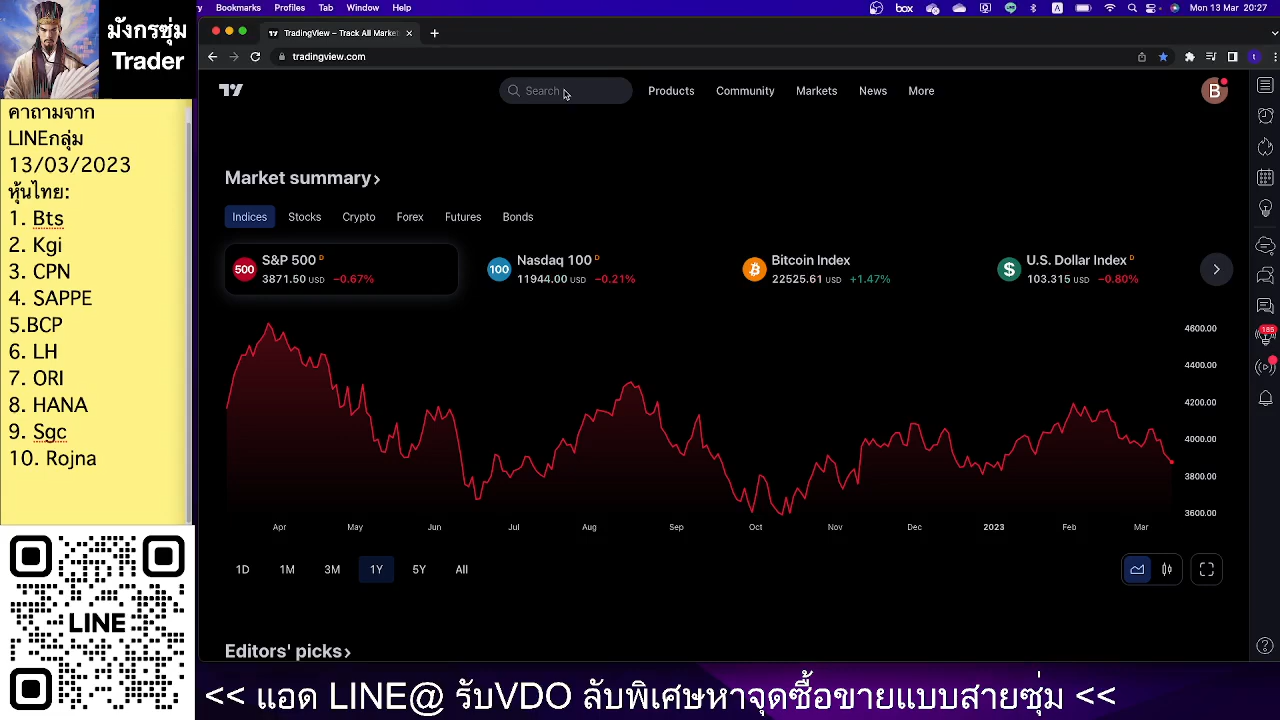 Bookmarks Profiles Tab Window Help
box
A
Mon 13 Mar 20:27
TradingView – Track All Market
tradingview.com
t
Search
Products
Community
Markets
News
More
B
Market summary
Indices
Stocks
Crypto
Forex
Futures
Bonds
500
S&P 500 D
3871.50 USD −0.67%
100
Nasdaq 100 D
11944.00 USD −0.21%
Bitcoin Index
22525.61 USD +1.47%
$
U.S. Dollar Index D
103.315 USD −0.80%
4600.00
4400.00
4200.00
4000.00
3800.00
3600.00
Apr May Jun Jul Aug Sep Oct Nov Dec 2023 Feb Mar
1D 1M 3M 1Y 5Y All
Editors' picks
185
มังกรซุ่ม
Trader
คาถามจาก
LINEกลุ่ม
13/03/2023
หุ้นไทย:
1. Bts
2. Kgi
3. CPN
4. SAPPE
5.BCP
6. LH
7. ORI
8. HANA
9. Sgc
10. Rojna
LINE
<< แอด LINE@ รับVDO ฉับพิเศษหาจุดซื้อขายแบบสายซุ่ม <<